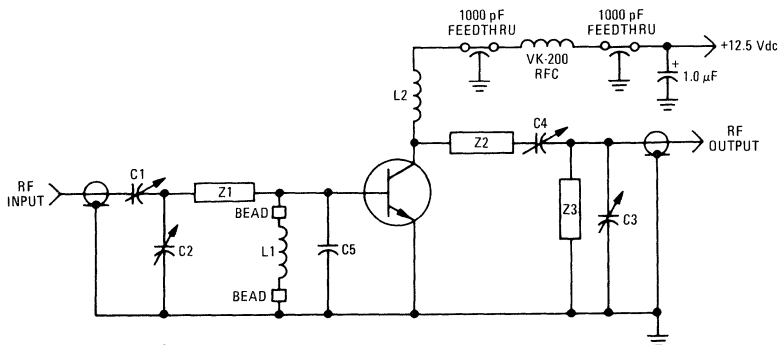 1000 pF
FEEDTHRU
1000 pF
FEEDTHRU
+12.5 Vdc
VK-200
RFC
+
1.0 μF
L2
C4
Z2
RF
OUTPUT
C1
RF
INPUT
Z1
BEAD
Z3
C3
C2
L1
C5
BEAD